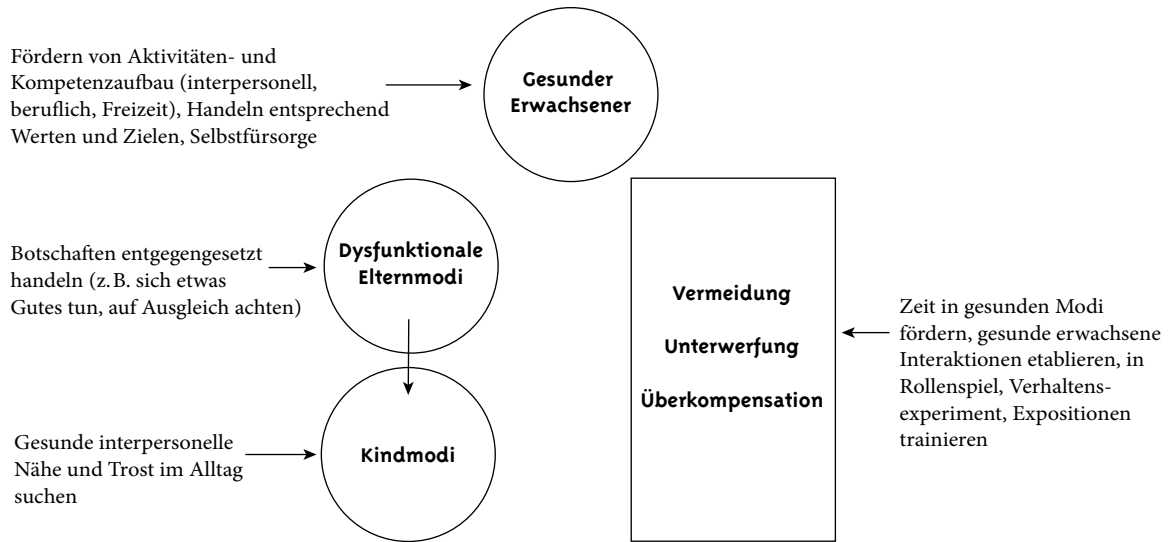 Fördern von Aktivitäten- und
Kompetenzaufbau (interpersonell,
beruflich, Freizeit), Handeln entsprechend
Werten und Zielen, Selbstfürsorge
Gesunder
Erwachsener
Botschaften entgegengesetzt
handeln (z. B. sich etwas
Gutes tun, auf Ausgleich achten)
Dysfunktionale
Elternmodi
Vermeidung
Unterwerfung
Überkompensation
Zeit in gesunden Modi
fördern, gesunde erwachsene
Interaktionen etablieren, in
Rollenspiel, Verhaltens-
experiment, Expositionen
trainieren
Gesunde interpersonelle
Nähe und Trost im Alltag
suchen
Kindmodi